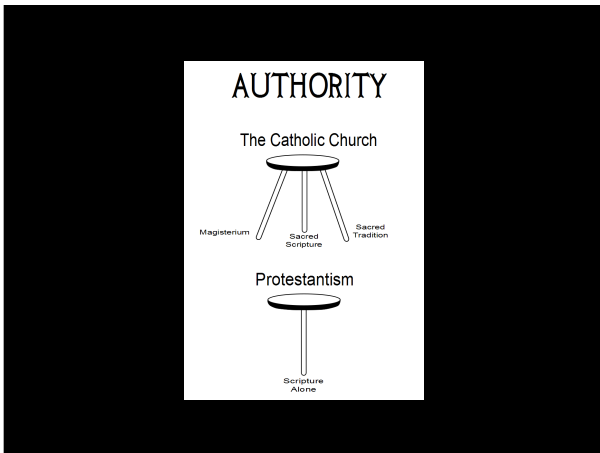 AUTHORITY
The Catholic Church
Magisterium
Sacred
Scripture
Sacred
Tradition
Protestantism
Scripture
Alone